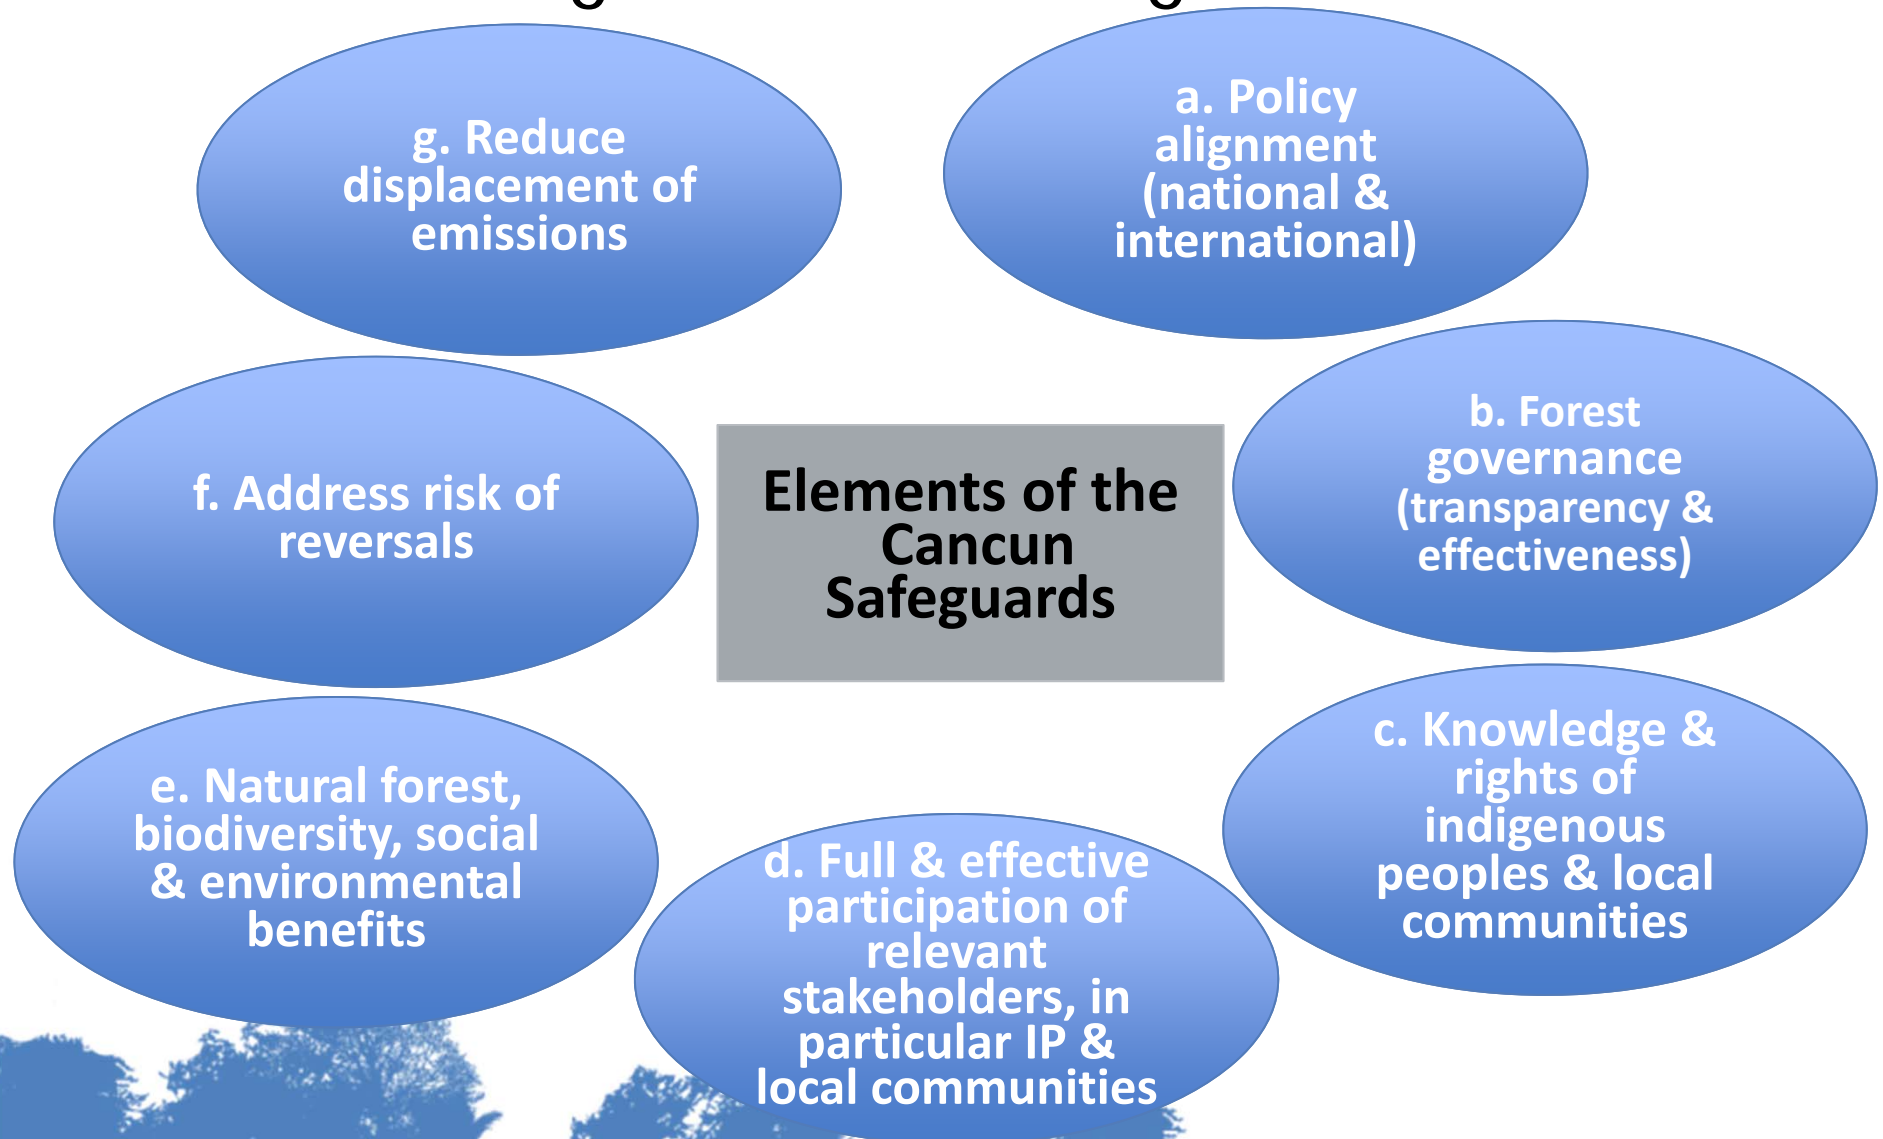 g. Reduce
displacement of
emissions
a. Policy
alignment
(national &
international)
b. Forest
governance
(transparency &
effectiveness)
f. Address risk of
reversals
Elements of the
Cancun
Safeguards
c. Knowledge &
rights of
indigenous
peoples & local
communities
e. Natural forest,
biodiversity, social
& environmental
benefits
d. Full & effective
participation of
relevant
stakeholders, in
particular IP &
local communities